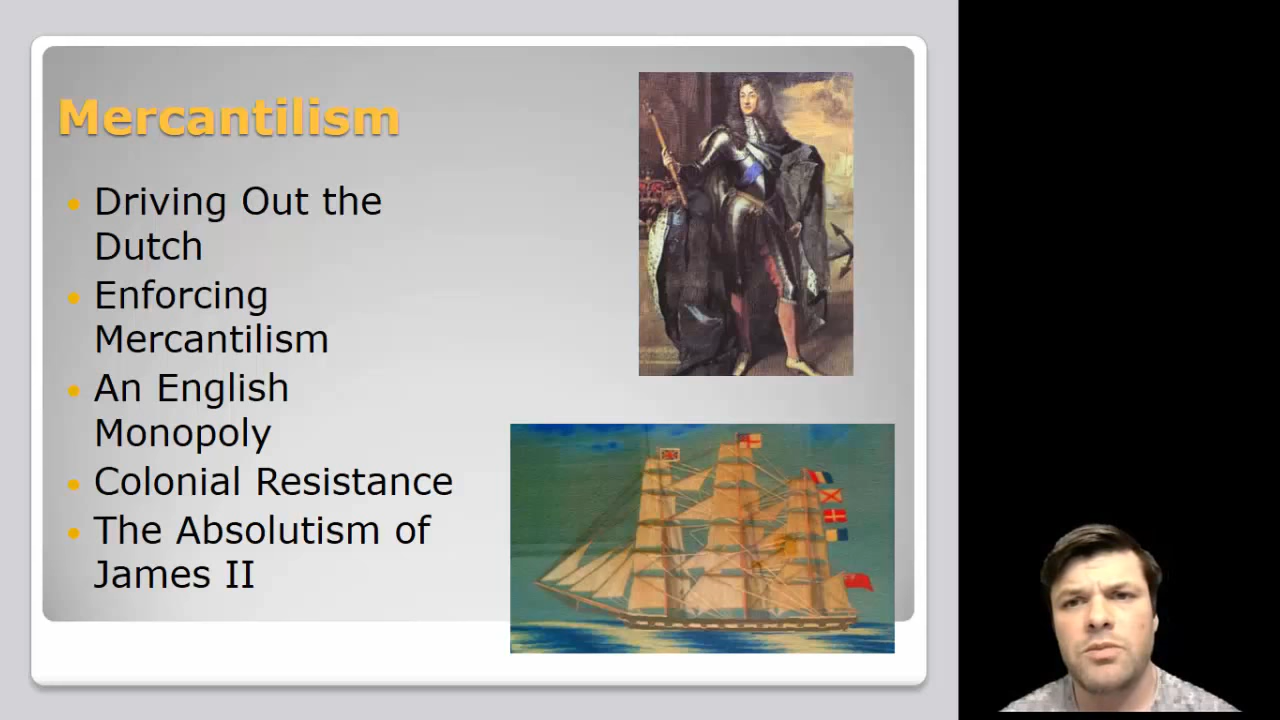 Mercantilism
Driving Out the
Dutch
Enforcing
Mercantilism
An English
Monopoly
Colonial Resistance
The Absolutism of
James II